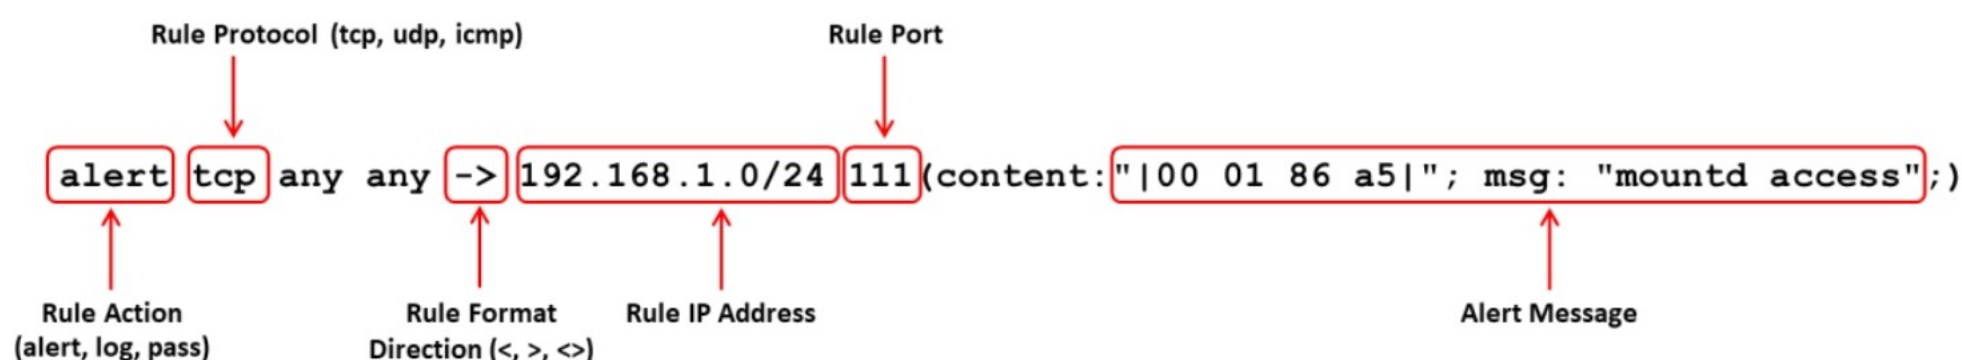 Rule Protocol (tcp, udp, icmp)
Rule Port
alert tcp any any -> 192.168.1.0/24 111(content:"|00 01 86 a5|"; msg: "mountd access";)
Rule Action
(alert, log, pass)
Rule Format
Direction (<, >, <>)
Rule IP Address
Alert Message